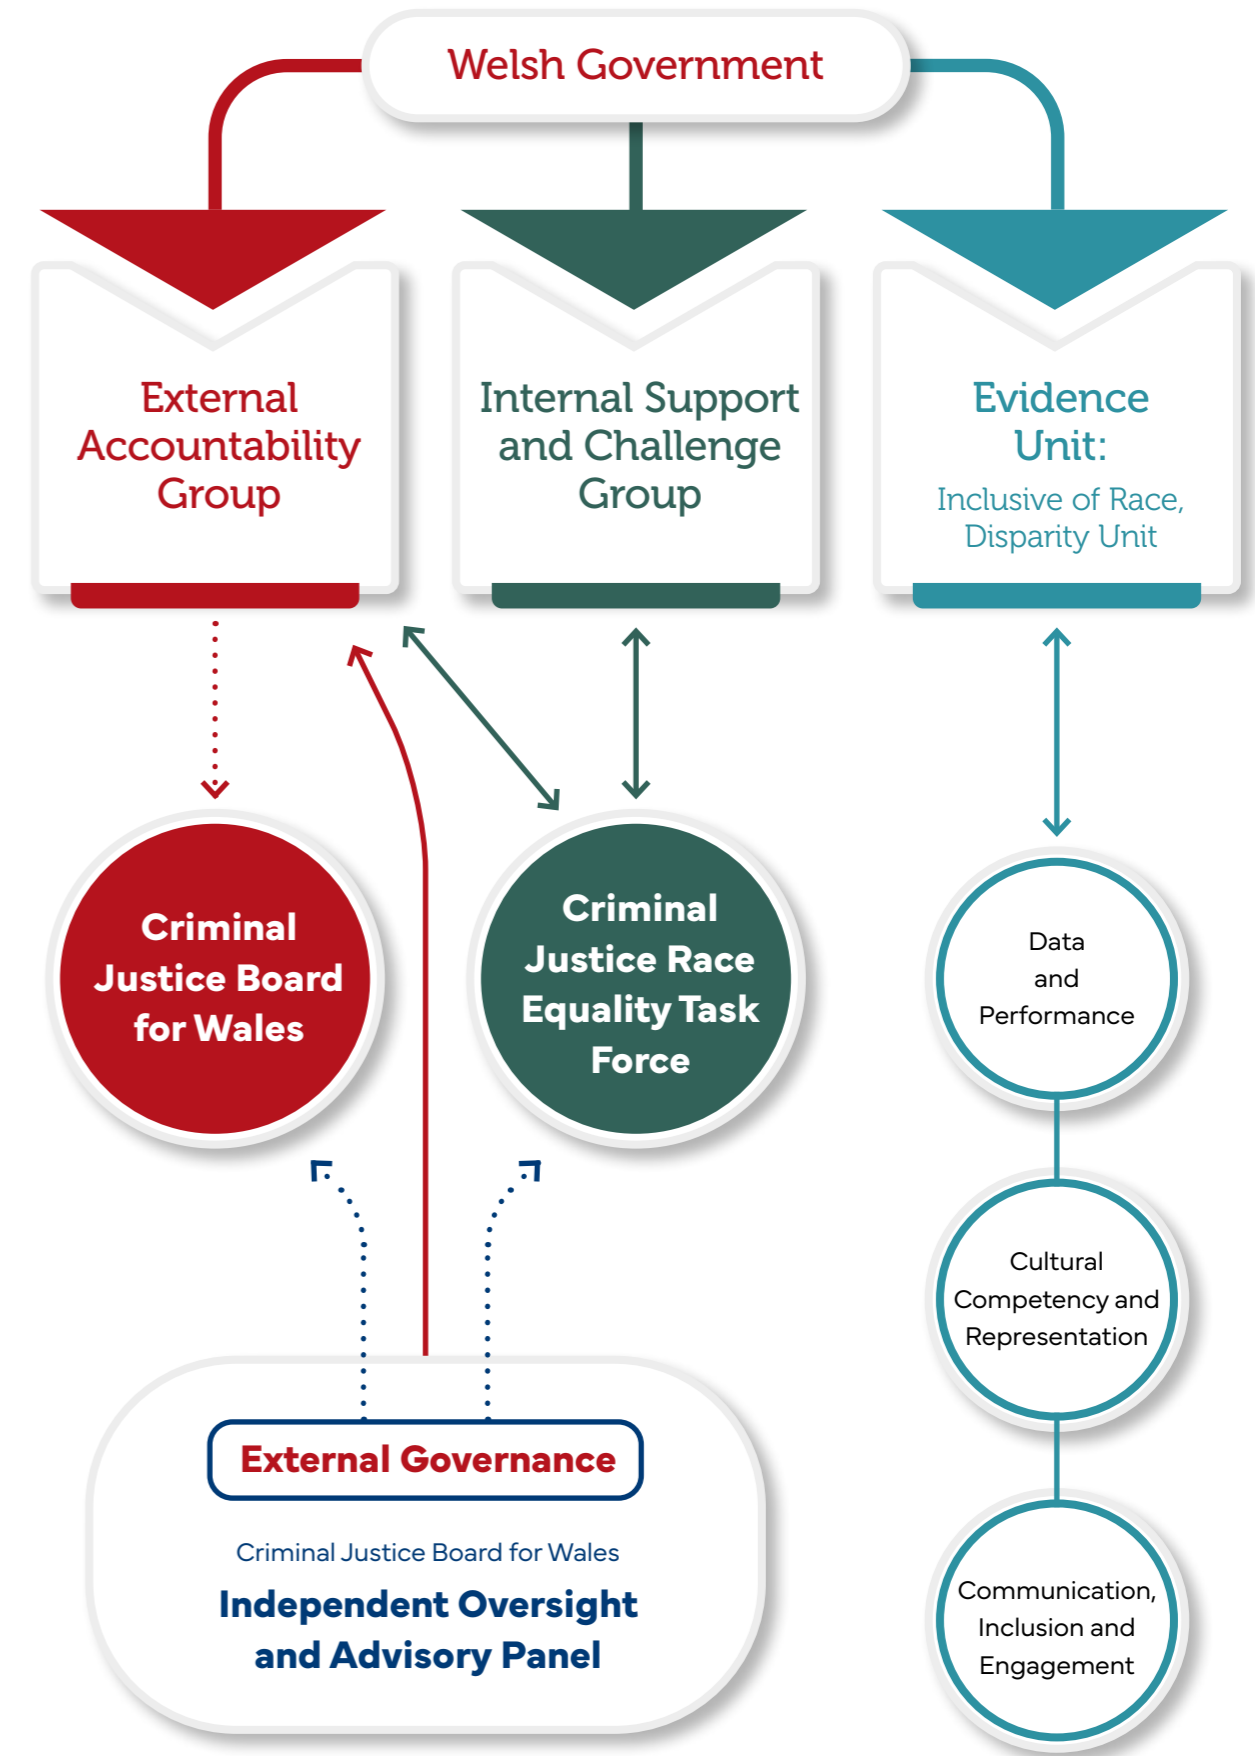 Welsh Government
External
Accountability
Group
Internal Support
and Challenge
Group
Evidence
Unit:
Inclusive of Race,
Disparity Unit
Criminal
Justice Board
for Wales
Criminal
Justice Race
Equality Task
Force
Data
and
Performance
Cultural
Competency and
Representation
Communication,
Inclusion and
Engagement
External Governance
Criminal Justice Board for Wales
Independent Oversight
and Advisory Panel